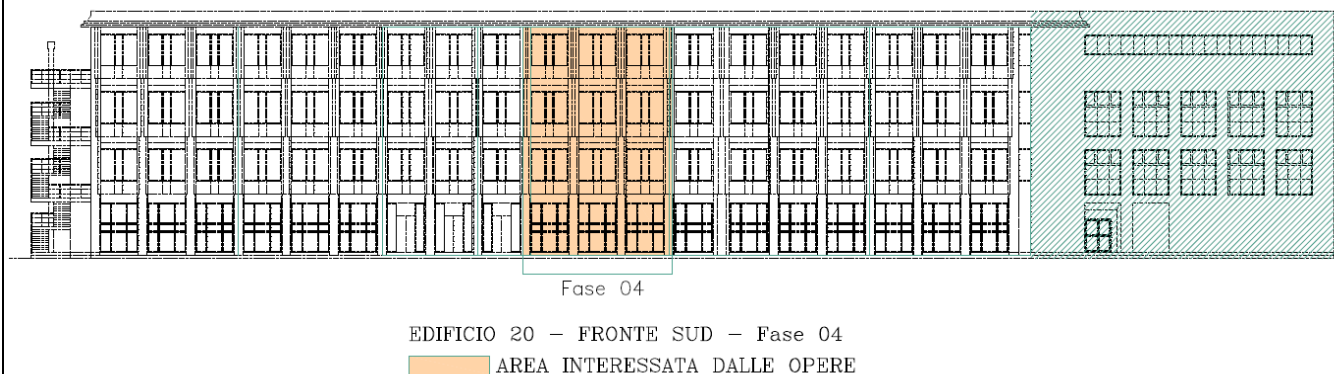 Fase 04
EDIFICIO 20 – FRONTE SUD – Fase 04
AREA INTERESSATA DALLE OPERE